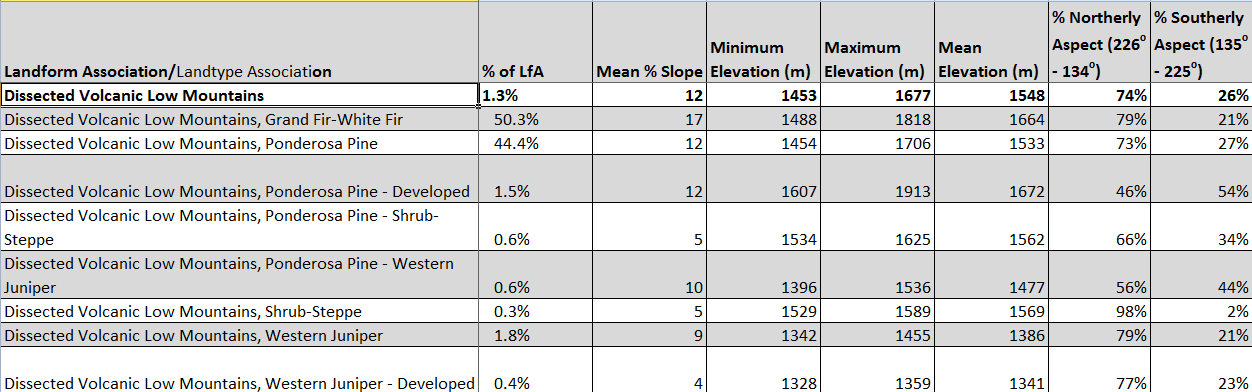 Landform Association/Landtype Association % of LfA Mean % Slope Minimum Elevation (m) Maximum Elevation (m) Mean Elevation (m) % Northerly Aspect (226° - 134°) % Southerly Aspect (135° - 225°)
Dissected Volcanic Low Mountains 1.3% 12 1453 1677 1548 74% 26%
Dissected Volcanic Low Mountains, Grand Fir-White Fir 50.3% 17 1488 1818 1664 79% 21%
Dissected Volcanic Low Mountains, Ponderosa Pine 44.4% 12 1454 1706 1533 73% 27%
Dissected Volcanic Low Mountains, Ponderosa Pine - Developed 1.5% 12 1607 1913 1672 46% 54%
Dissected Volcanic Low Mountains, Ponderosa Pine - Shrub-
Steppe 0.6% 5 1534 1625 1562 66% 34%
Dissected Volcanic Low Mountains, Ponderosa Pine - Western
Juniper 0.6% 10 1396 1536 1477 56% 44%
Dissected Volcanic Low Mountains, Shrub-Steppe 0.3% 5 1529 1589 1569 98% 2%
Dissected Volcanic Low Mountains, Western Juniper 1.8% 9 1342 1455 1386 79% 21%
Dissected Volcanic Low Mountains, Western Juniper - Developed 0.4% 4 1328 1359 1341 77% 23%